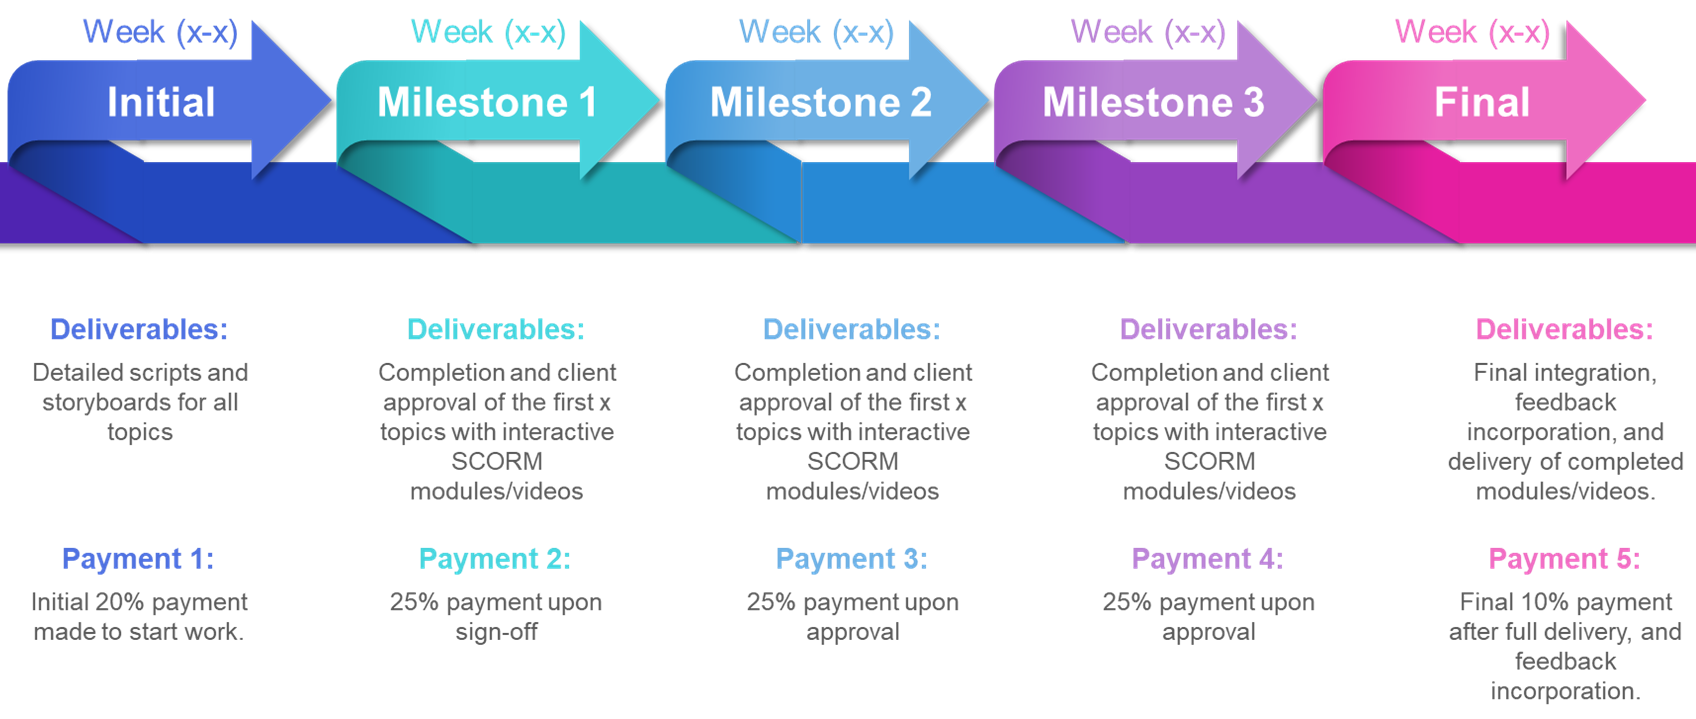 Week (x-x)
Week (x-x)
Week (x-x)
Week (x-x)
Week (x-x)
Initial
Milestone 1
Milestone 2
Milestone 3
Final
Deliverables:
Detailed scripts and
storyboards for all
topics
Payment 1:
Initial 20% payment
made to start work.
Deliverables:
Completion and client
approval of the first x
topics with interactive
SCORM
modules/videos
Payment 2:
25% payment upon
sign-off
Deliverables:
Completion and client
approval of the first x
topics with interactive
SCORM
modules/videos
Payment 3:
25% payment upon
approval
Deliverables:
Completion and client
approval of the first x
topics with interactive
SCORM
modules/videos
Payment 4:
25% payment upon
approval
Deliverables:
Final integration,
feedback
incorporation, and
delivery of completed
modules/videos.
Payment 5:
Final 10% payment
after full delivery, and
feedback
incorporation.